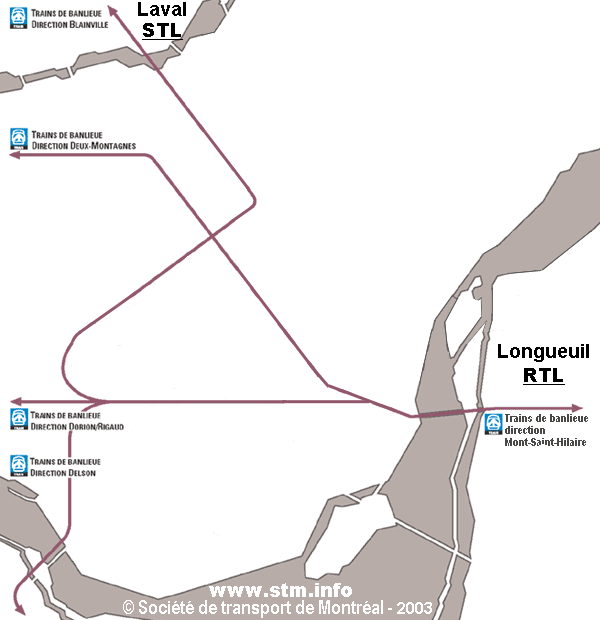 TRAINS DE BANLIEUE
DIRECTION BLAINVILLE
Laval
STL
TRAINS DE BANLIEUE
DIRECTION DEUX-MONTAGNES
Longueuil
RTL
TRAINS DE BANLIEUE
DIRECTION DORION/RIGAUD
Trains de banlieue
direction
Mont-Saint-Hilaire
TRAINS DE BANLIEUE
DIRECTION DELSON
www.stm.info
© Société de transport de Montréal - 2003